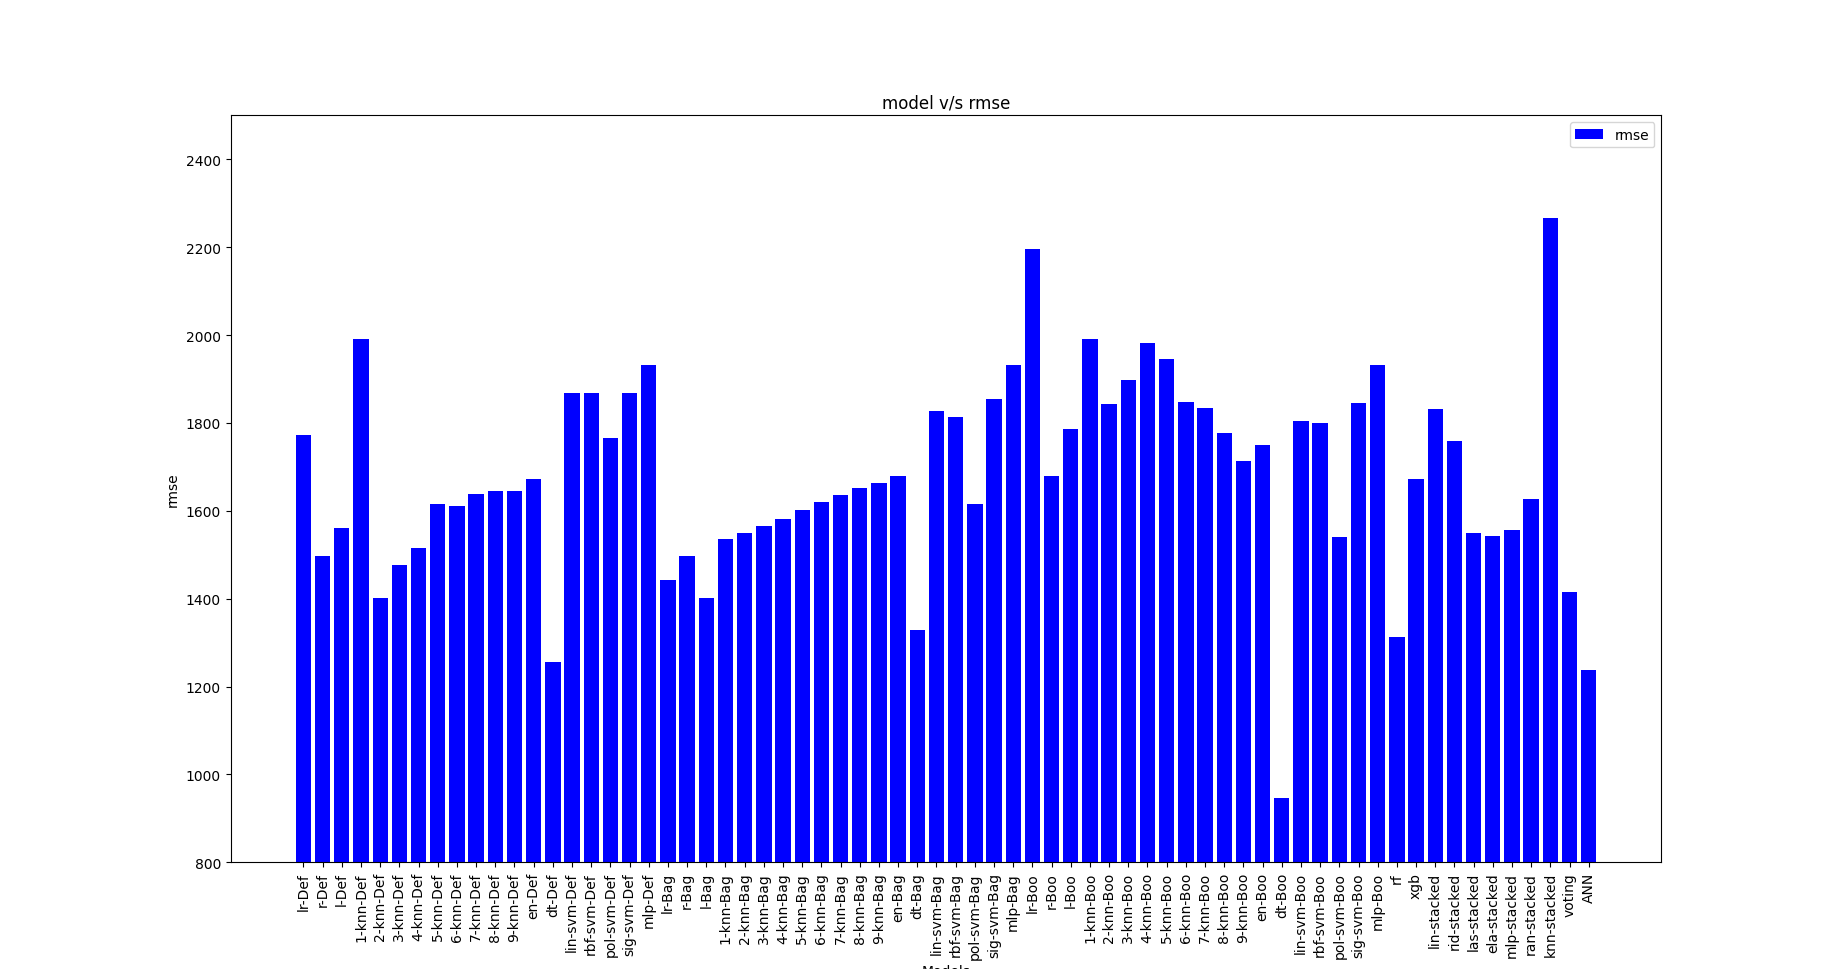 model v/s rmse
rmse
2400
2200
2000
1800
1600
1400
1200
1000
800
rmse
lr-Def
r-Def
l-Def
1-knn-Def
2-knn-Def
3-knn-Def
4-knn-Def
5-knn-Def
6-knn-Def
7-knn-Def
8-knn-Def
9-knn-Def
en-Def
dt-Def
lin-svm-Def
rbf-svm-Def
pol-svm-Def
sig-svm-Def
mlp-Def
lr-Bag
r-Bag
l-Bag
1-knn-Bag
2-knn-Bag
3-knn-Bag
4-knn-Bag
5-knn-Bag
6-knn-Bag
7-knn-Bag
8-knn-Bag
9-knn-Bag
en-Bag
dt-Bag
lin-svm-Bag
rbf-svm-Bag
pol-svm-Bag
sig-svm-Bag
mlp-Bag
lr-Boo
r-Boo
l-Boo
1-knn-Boo
2-knn-Boo
3-knn-Boo
4-knn-Boo
5-knn-Boo
6-knn-Boo
7-knn-Boo
8-knn-Boo
9-knn-Boo
en-Boo
dt-Boo
lin-svm-Boo
rbf-svm-Boo
pol-svm-Boo
sig-svm-Boo
mlp-Boo
rf
xgb
lin-stacked
rid-stacked
las-stacked
ela-stacked
mlp-stacked
ran-stacked
knn-stacked
voting
ANN
Models